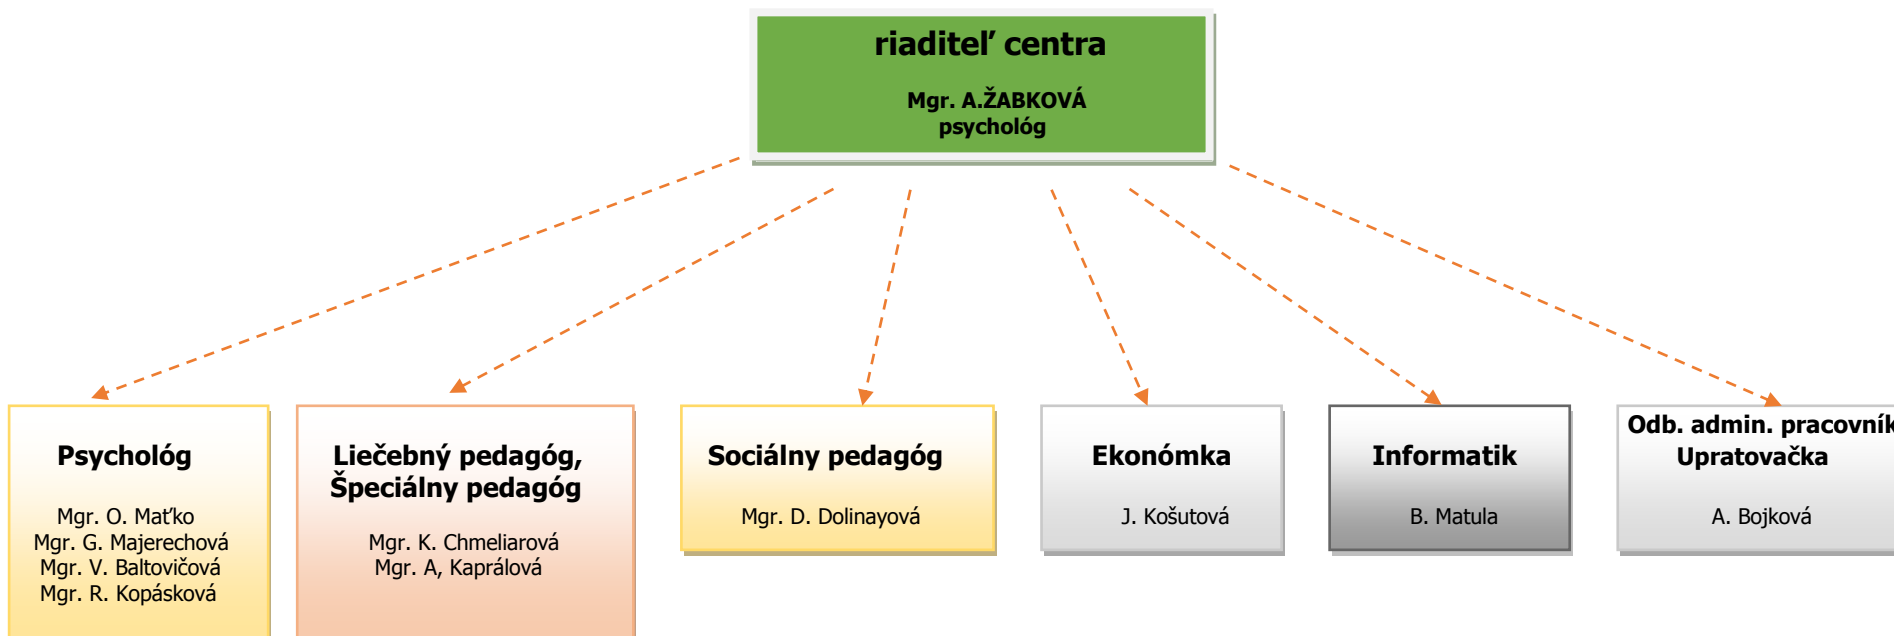 riaditeľ centra
Mgr. A.ŽABKOVÁ
psychológ
Psychológ
Mgr. O. Maťko
Mgr. G. Majerechová
Mgr. V. Baltovičová
Mgr. R. Kopásková
Liečebný pedagóg,
Špeciálny pedagóg
Mgr. K. Chmeliarová
Mgr. A, Kaprálová
Sociálny pedagóg
Mgr. D. Dolinayová
Ekonómka
J. Košutová
Informatik
B. Matula
Odb. admin. pracovník
Upratovačka
A. Bojková